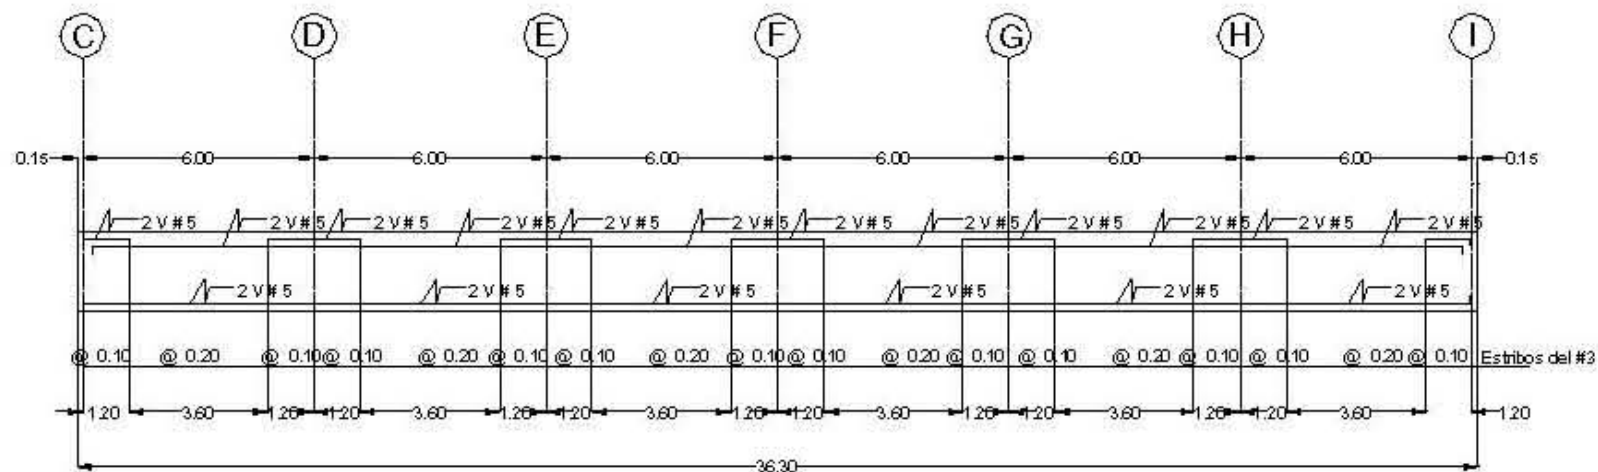 C D E F G H I
0.15 6.00 6.00 6.00 6.00 6.00 6.00 0.15
2 V # 5 2 V # 5 2 V # 5 2 V # 5 2 V # 5 2 V # 5 2 V # 5 2 V # 5 2 V # 5 2 V # 5 2 V # 5 2 V # 5
2 V # 5 2 V # 5 2 V # 5 2 V # 5 2 V # 5 2 V # 5
@ 0.10 @ 0.20 @ 0.10 @ 0.10 @ 0.20 @ 0.10 @ 0.10 @ 0.20 @ 0.10 @ 0.10 @ 0.20 @ 0.10 @ 0.10 @ 0.20 @ 0.10 @ 0.10 @ 0.20 @ 0.10 Estribos del #3
1.20 3.60 1.20 1.20 3.60 1.20 1.20 3.60 1.20 1.20 3.60 1.20 1.20 3.60 1.20 1.20 3.60 1.20
36.30